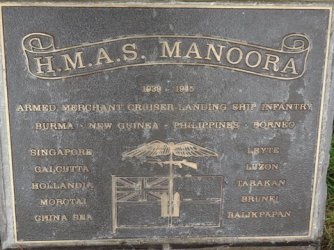 H.M.A.S. MANOORA
1939 - 1945
ARMED MERCHANT CRUISER-LANDING SHIP INFANTRY
BURMA - NEW GUINEA - PHILIPPINES - BORNEO
SINGAPORE
CALCUTTA
HOLLANDIA
MOROTAI
CHINA SEA
LEYTE
LUZON
TARAKAN
BRUNEI
BALIKPAPAN